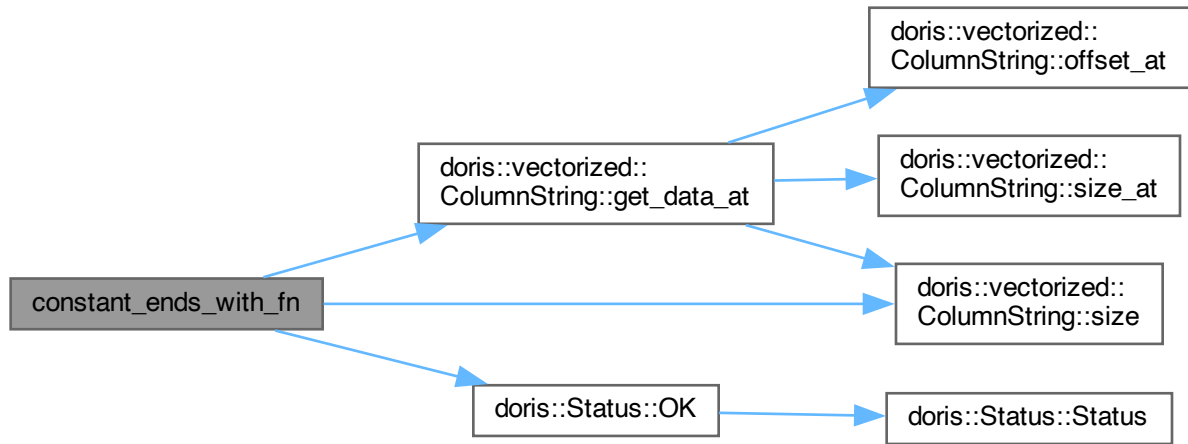 doris::vectorized::
ColumnString::offset_at
doris::vectorized::
ColumnString::get_data_at
doris::vectorized::
ColumnString::size_at
constant_ends_with_fn
doris::vectorized::
ColumnString::size
doris::Status::OK
doris::Status::Status